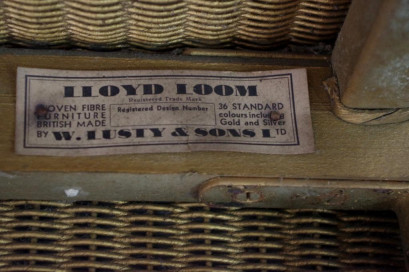 LLOYD LOOM
Registered Trade Mark
WOVEN FIBRE
FURNITURE
BRITISH MADE
BY
Registered Design Number
36 STANDARD
colours including
Gold and Silver
W. LUSTY & SONS LTD